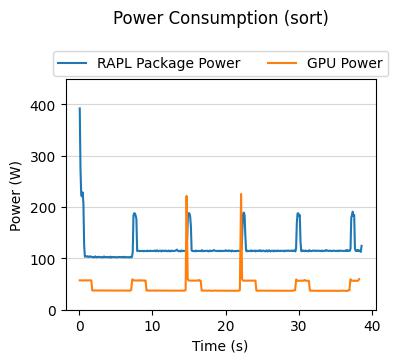 Power Consumption (sort)
RAPL Package Power
GPU Power
400
300
200
100
0
Power (W)
0
10
20
30
40
Time (s)